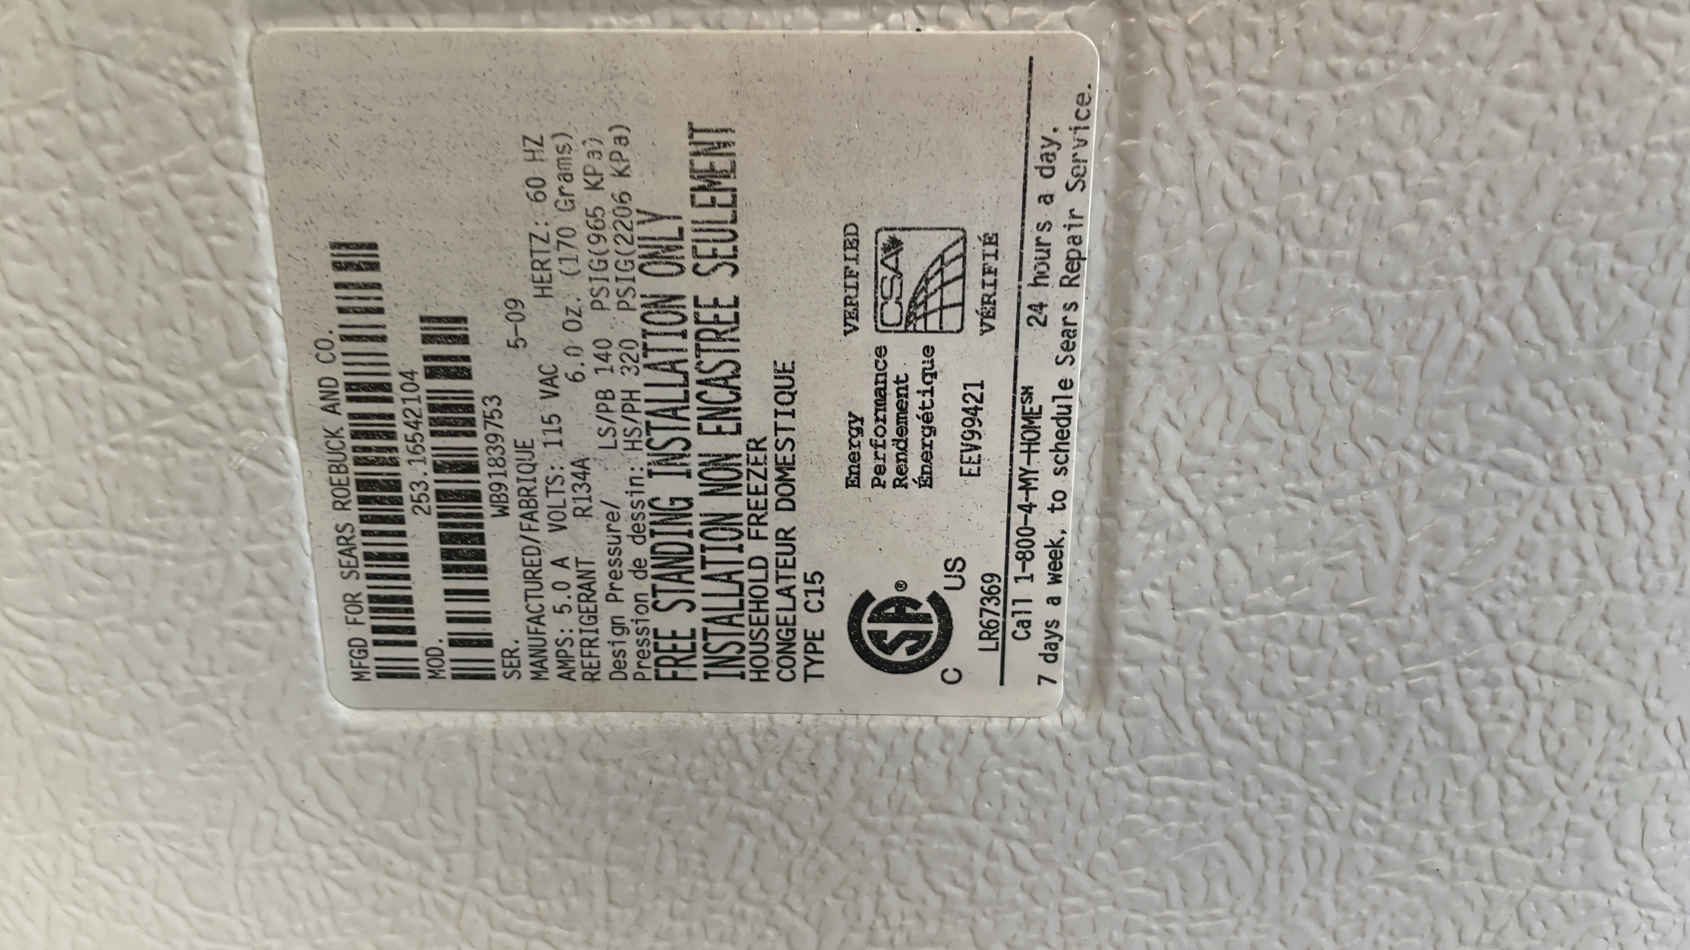 MFGD FOR SEARS ROEBUCK AND CO.
MOD. 253.16542104
SER. WB91839753
MANUFACTURED/FABRIQUE 5-09
AMPS: 5.0 A VOLTS: 115 VAC HERTZ: 60 HZ
REFRIGERANT R134A 6.0 Oz. (170 Grams)
Design Pressure/ LS/PB 140 PSIG(965 KPa)
Pression de dessin: HS/PH 320 PSIG(2206 KPa)
FREE STANDING INSTALLATION ONLY
INSTALLATION NON ENCASTREE SEULEMENT
HOUSEHOLD FREEZER
CONGELATEUR DOMESTIQUE
TYPE C15
Energy VERIFIED
Performance
Rendement CSA
Énergétique
EEV99421 VÉRIFIÉ
SA ®
C US
LR67369
Call 1-800-4-MY-HOME℠ 24 hours a day,
7 days a week, to schedule Sears Repair Service.